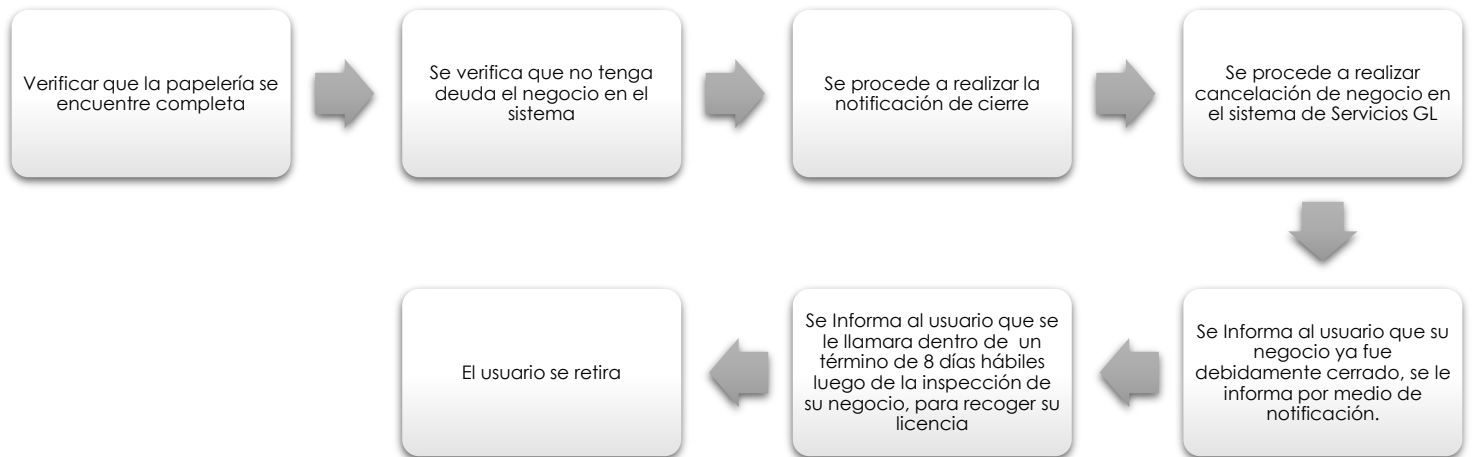 Verificar que la papelería se
encuentre completa
Se verifica que no tenga
deuda el negocio en el
sistema
Se procede a realizar la
notificación de cierre
Se procede a realizar
cancelación de negocio en
el sistema de Servicios GL
Se Informa al usuario que su
negocio ya fue
debidamente cerrado, se le
informa por medio de
notificación.
Se Informa al usuario que se
le llamara dentro de un
término de 8 días hábiles
luego de la inspección de
su negocio, para recoger su
licencia
El usuario se retira